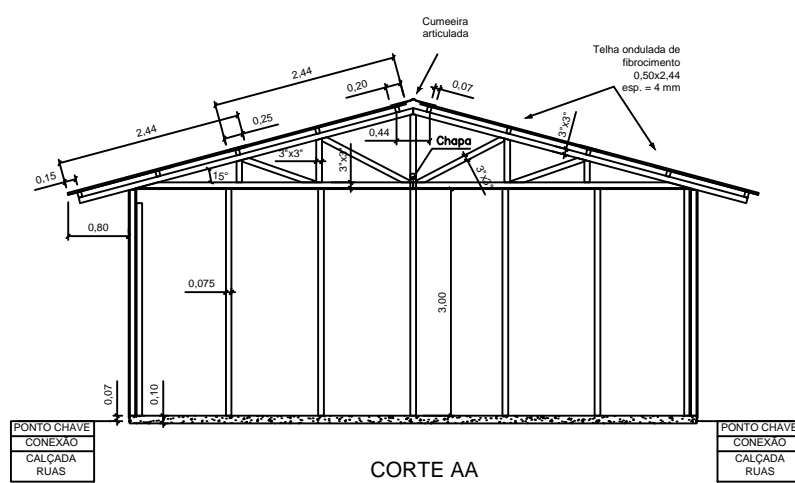 Cumeeira
articulada
Telha ondulada de
fibrocimento
0,50x2,44
esp. = 4 mm
2,44
0,20
0,07
2,44
0,25
0,44
Chapa
3"x3"
3"x3"
3"x3"
3"x3"
0,15
15°
0,80
0,075
3,00
0,07
0,10
PONTO CHAVE
CONEXÃO
CALÇADA
RUAS
PONTO CHAVE
CONEXÃO
CALÇADA
RUAS
CORTE AA